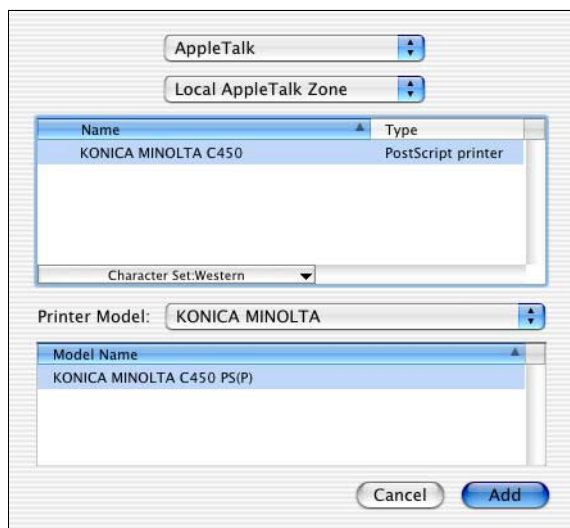 AppleTalk
Local AppleTalk Zone
Name Type
KONICA MINOLTA C450 PostScript printer
Character Set:Western
Printer Model: KONICA MINOLTA
Model Name
KONICA MINOLTA C450 PS(P)
Cancel Add